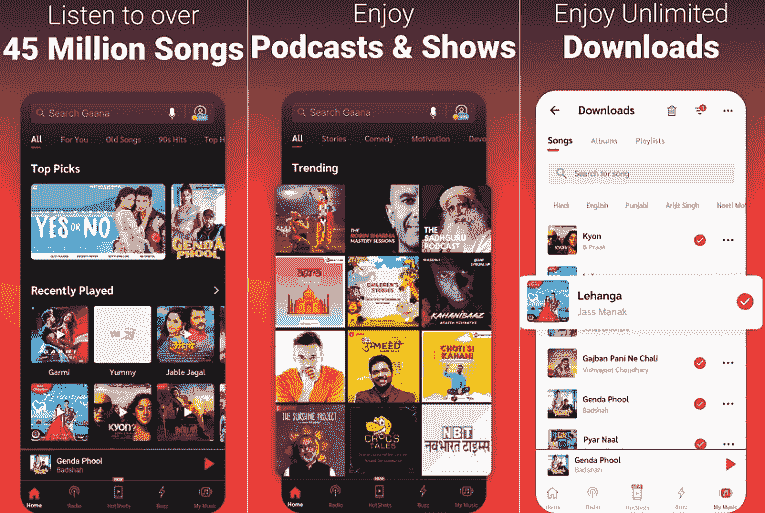 Listen to over
45 Million Songs
Search Gaana
All For You Old Songs 90s Hits Top H
Top Picks
YES OR NO
GENDA
PHOOL
Recently Played
Garmi Yummy Jable Jagal
KYON?
Genda Phool
Badshah
Home Radio HotShots Buzz My Music
Enjoy
Podcasts & Shows
Search Gaana
All Stories Comedy Motivation Devo
Trending
THE
ROBIN SHARMA
MASTERY SESSIONS
THE
SADHGURU
PODCAST
CHILDREN'S
STORIES
KAHANIBAAZ
उMEED
CHOTI SI
KAHANI
THE SUNSHINE PROJECT
CROC'S
TALES
NBT
नवभारत टाइम्स
Home Radio HotShots Buzz My Music
Enjoy Unlimited
Downloads
Downloads
Songs Albums Playlists
Search for song
Hindi English Punjabi Arijit Singh
Kyon
B Praak
Lehanga
Jass Manak
Gajban Pani Ne Chali
Vishvajeet Choudhary
Genda Phool
Badshah
Pyar Naal
Genda Phool
Badshah
Home Radio HotShots Buzz My Music